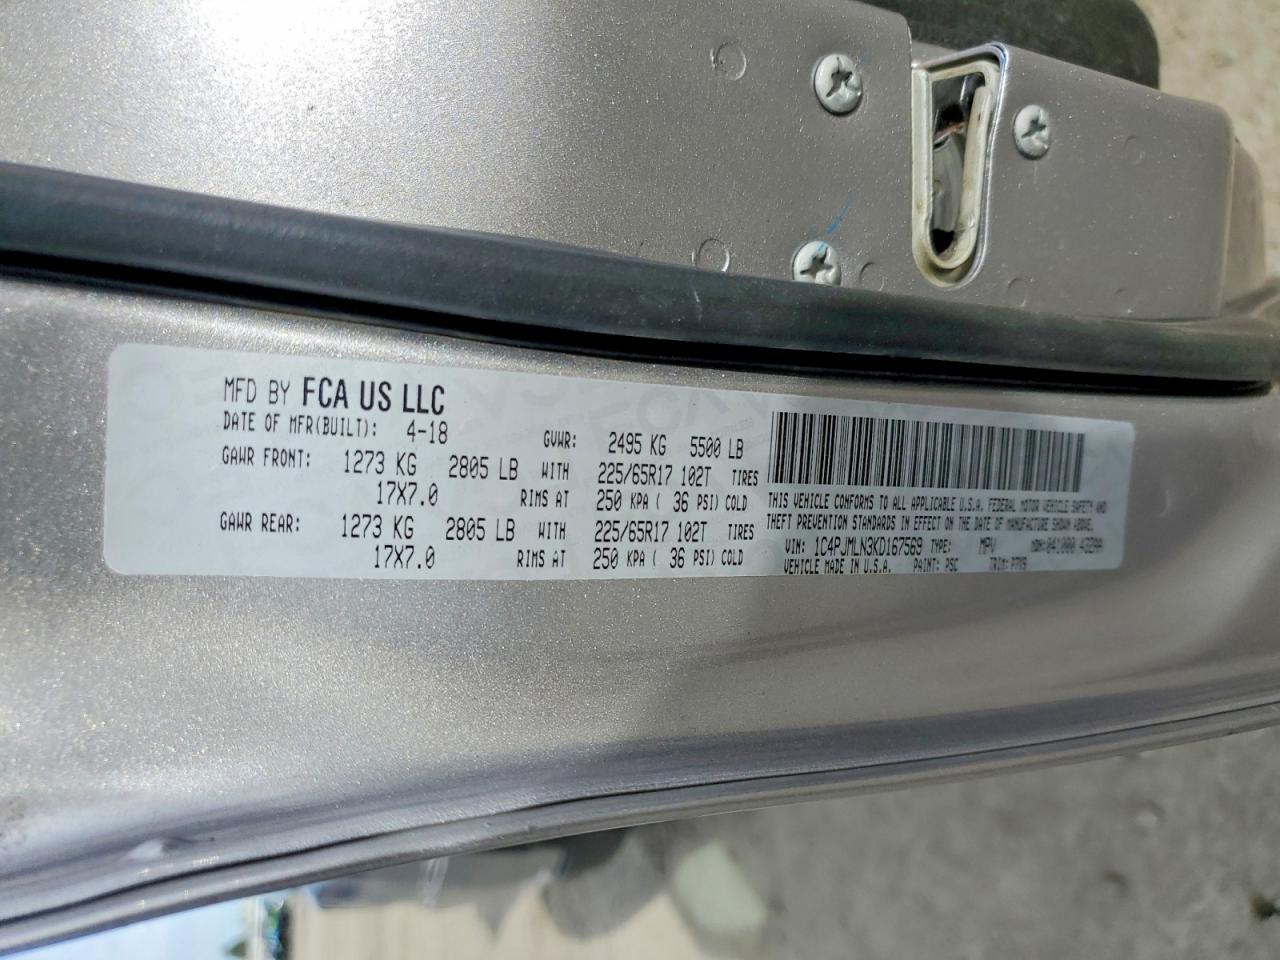 MFD BY FCA US LLC
DATE OF MFR(BUILT): 4-18 GVWR: 2495 KG 5500 LB
GAWR FRONT: 1273 KG 2805 LB WITH 225/65R17 102T TIRES
17X7.0 RIMS AT 250 KPA ( 36 PSI) COLD
GAWR REAR: 1273 KG 2805 LB WITH 225/65R17 102T TIRES
17X7.0 RIMS AT 250 KPA ( 36 PSI) COLD
THIS VEHICLE CONFORMS TO ALL APPLICABLE U.S.A. FEDERAL MOTOR VEHICLE SAFETY AND
THEFT PREVENTION STANDARDS IN EFFECT ON THE DATE OF MANUFACTURE SHOWN ABOVE.
VIN: 1C4PJMLN3KD167569 TYPE: MPV MDH:
VEHICLE MADE IN U.S.A. PAINT: PSC TRIM: